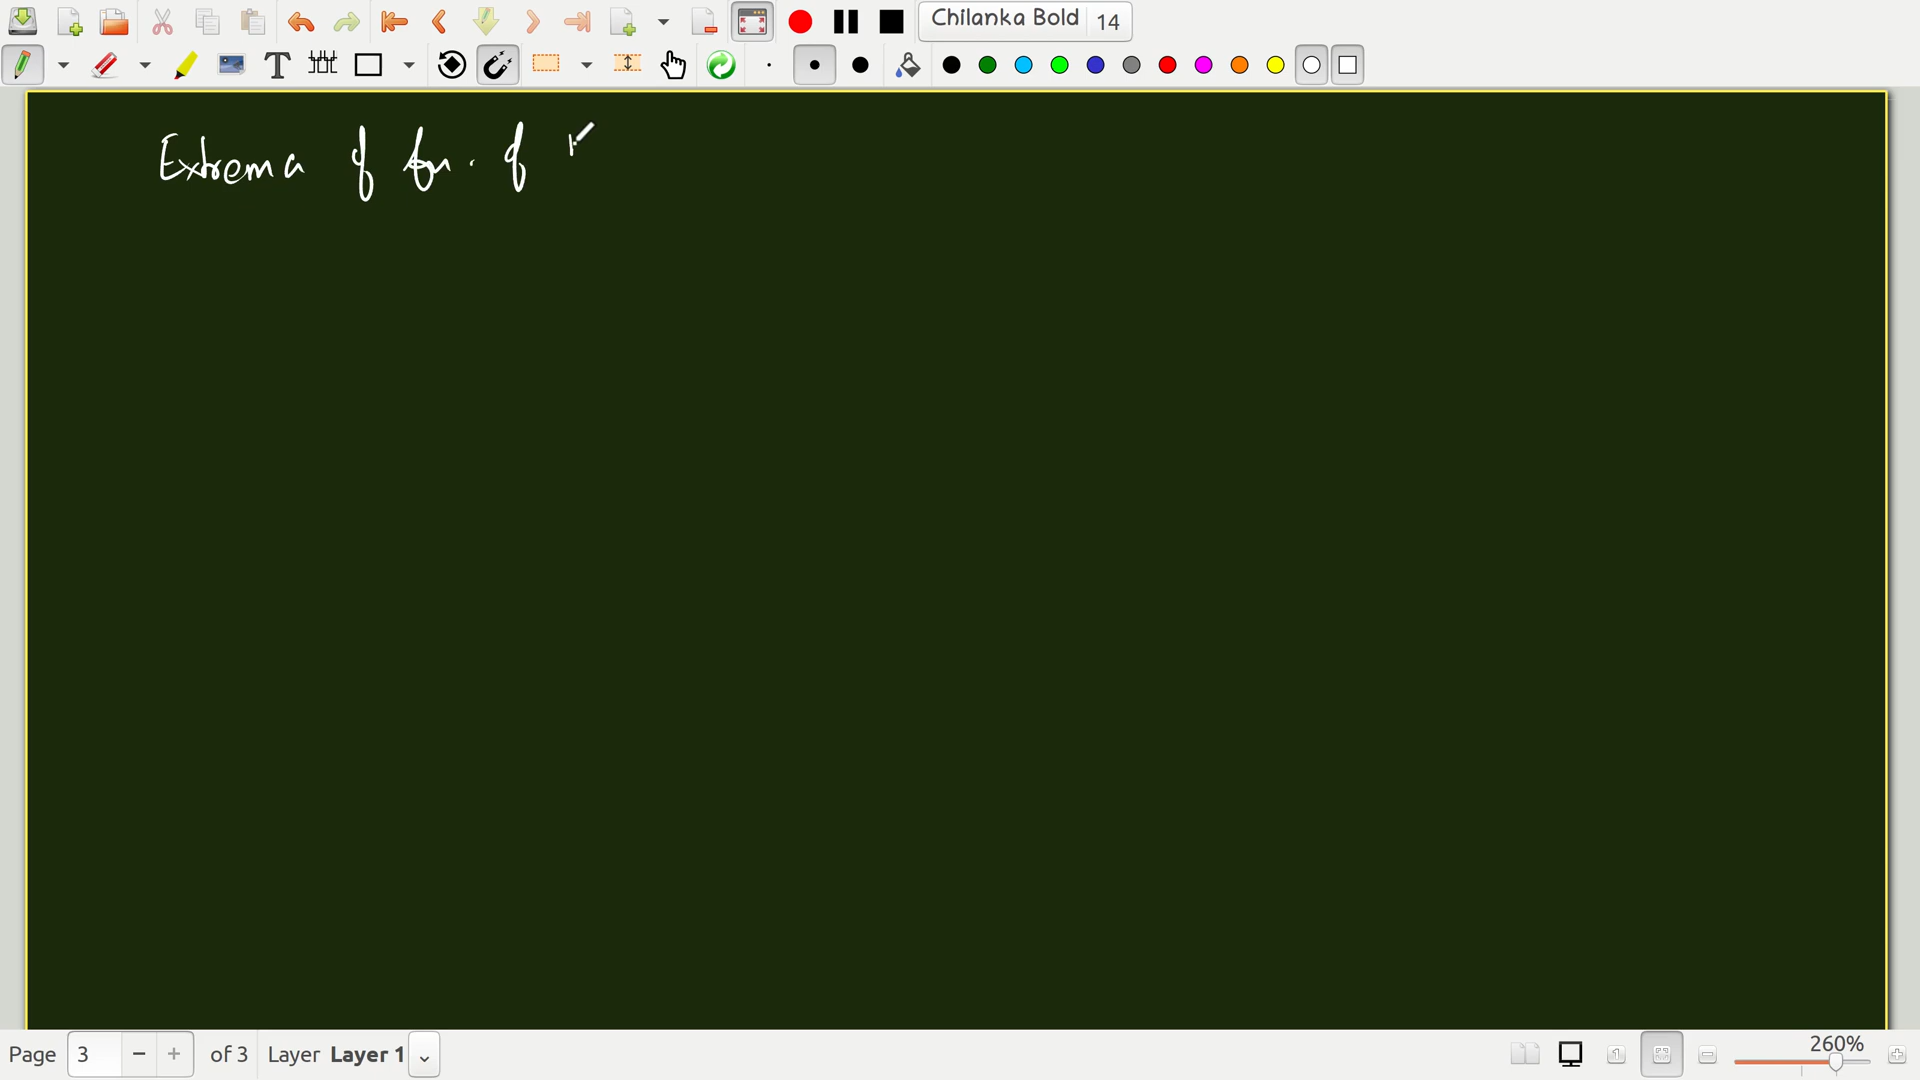 Chilanka Bold 14
Extrema of fn. of
Page 3 of 3 Layer Layer 1 260%